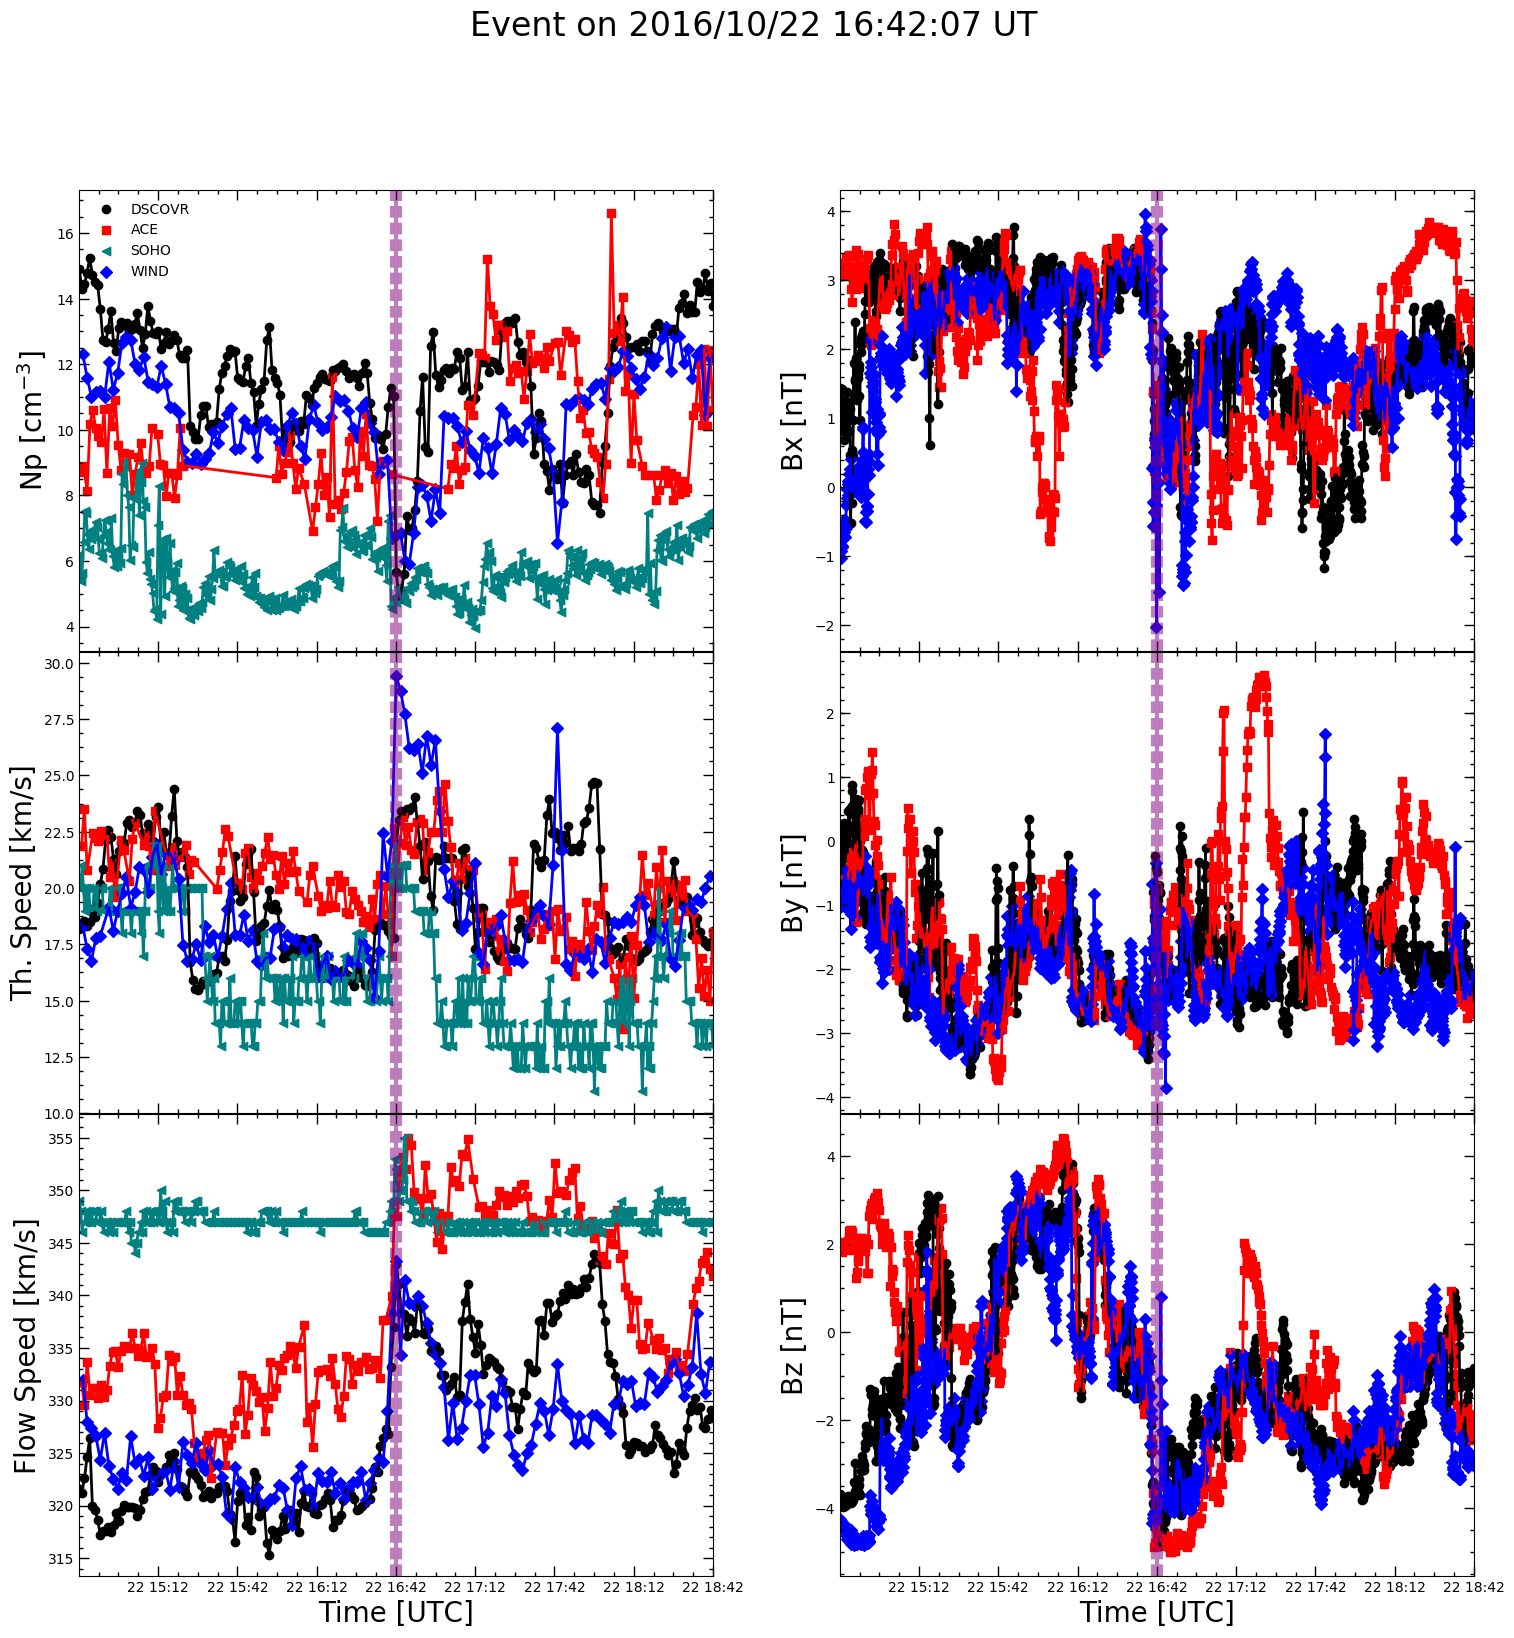 Event on 2016/10/22 16:42:07 UT
DSCOVR
ACE
SOHO
WIND
Np [cm⁻³]
16
14
12
10
8
6
4
Th. Speed [km/s]
30.0
27.5
25.0
22.5
20.0
17.5
15.0
12.5
10.0
Flow Speed [km/s]
355
350
345
340
335
330
325
320
315
22 15:12 22 15:42 22 16:12 22 16:42 22 17:12 22 17:42 22 18:12 22 18:42
Time [UTC]
Bx [nT]
4
3
2
1
0
−1
−2
By [nT]
2
1
0
−1
−2
−3
−4
Bz [nT]
4
2
0
−2
−4
22 15:12 22 15:42 22 16:12 22 16:42 22 17:12 22 17:42 22 18:12 22 18:42
Time [UTC]